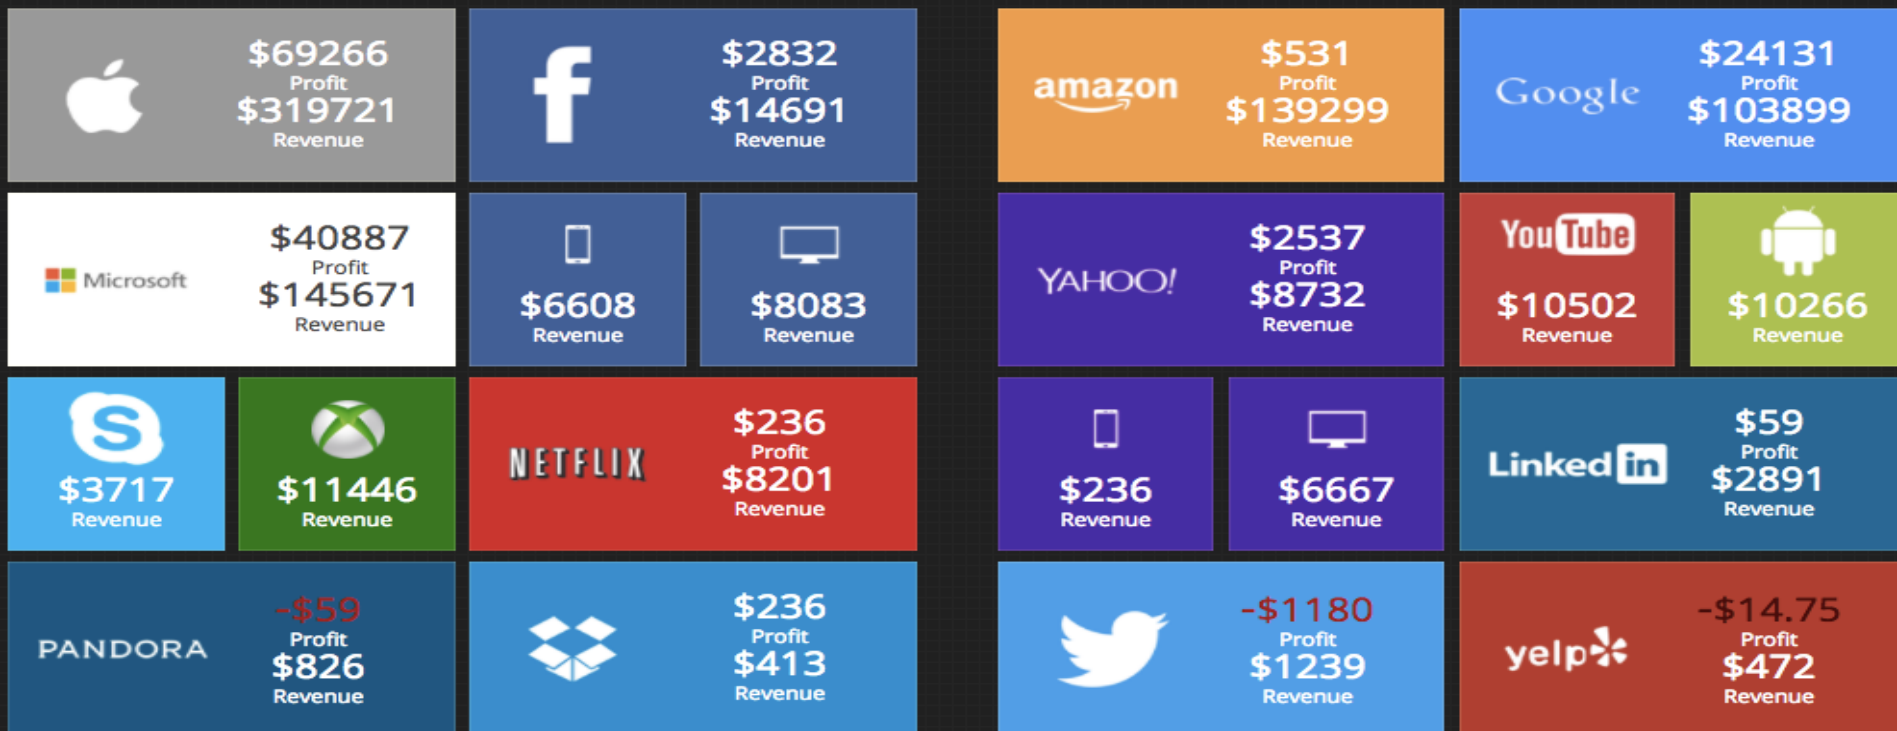 $69266
Profit
$319721
Revenue
f
$2832
Profit
$14691
Revenue
amazon
$531
Profit
$139299
Revenue
Google
$24131
Profit
$103899
Revenue
Microsoft
$40887
Profit
$145671
Revenue
$6608
Revenue
$8083
Revenue
YAHOO!
$2537
Profit
$8732
Revenue
YouTube
$10502
Revenue
$10266
Revenue
S
$3717
Revenue
$11446
Revenue
NETFLIX
$236
Profit
$8201
Revenue
$236
Revenue
$6667
Revenue
Linked in
$59
Profit
$2891
Revenue
PANDORA
-$59
Profit
$826
Revenue
$236
Profit
$413
Revenue
-$1180
Profit
$1239
Revenue
yelp
-$14.75
Profit
$472
Revenue